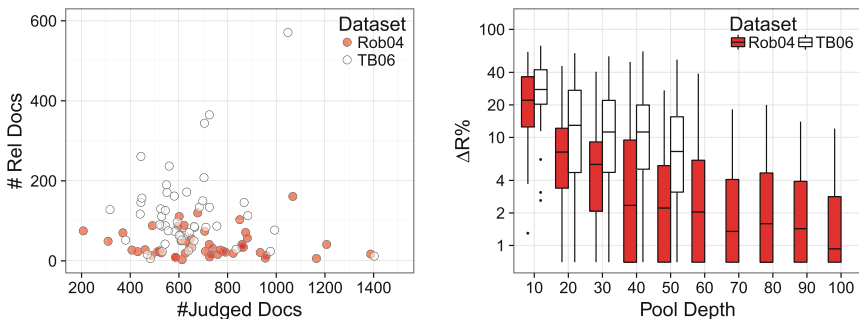 Dataset
Rob04
TB06
600
400
200
0
# Rel Docs
200 400 600 800 1000 1200 1400
#Judged Docs
Dataset
Rob04 TB06
100
40
20
10
4
2
1
ΔR%
10 20 30 40 50 60 70 80 90 100
Pool Depth